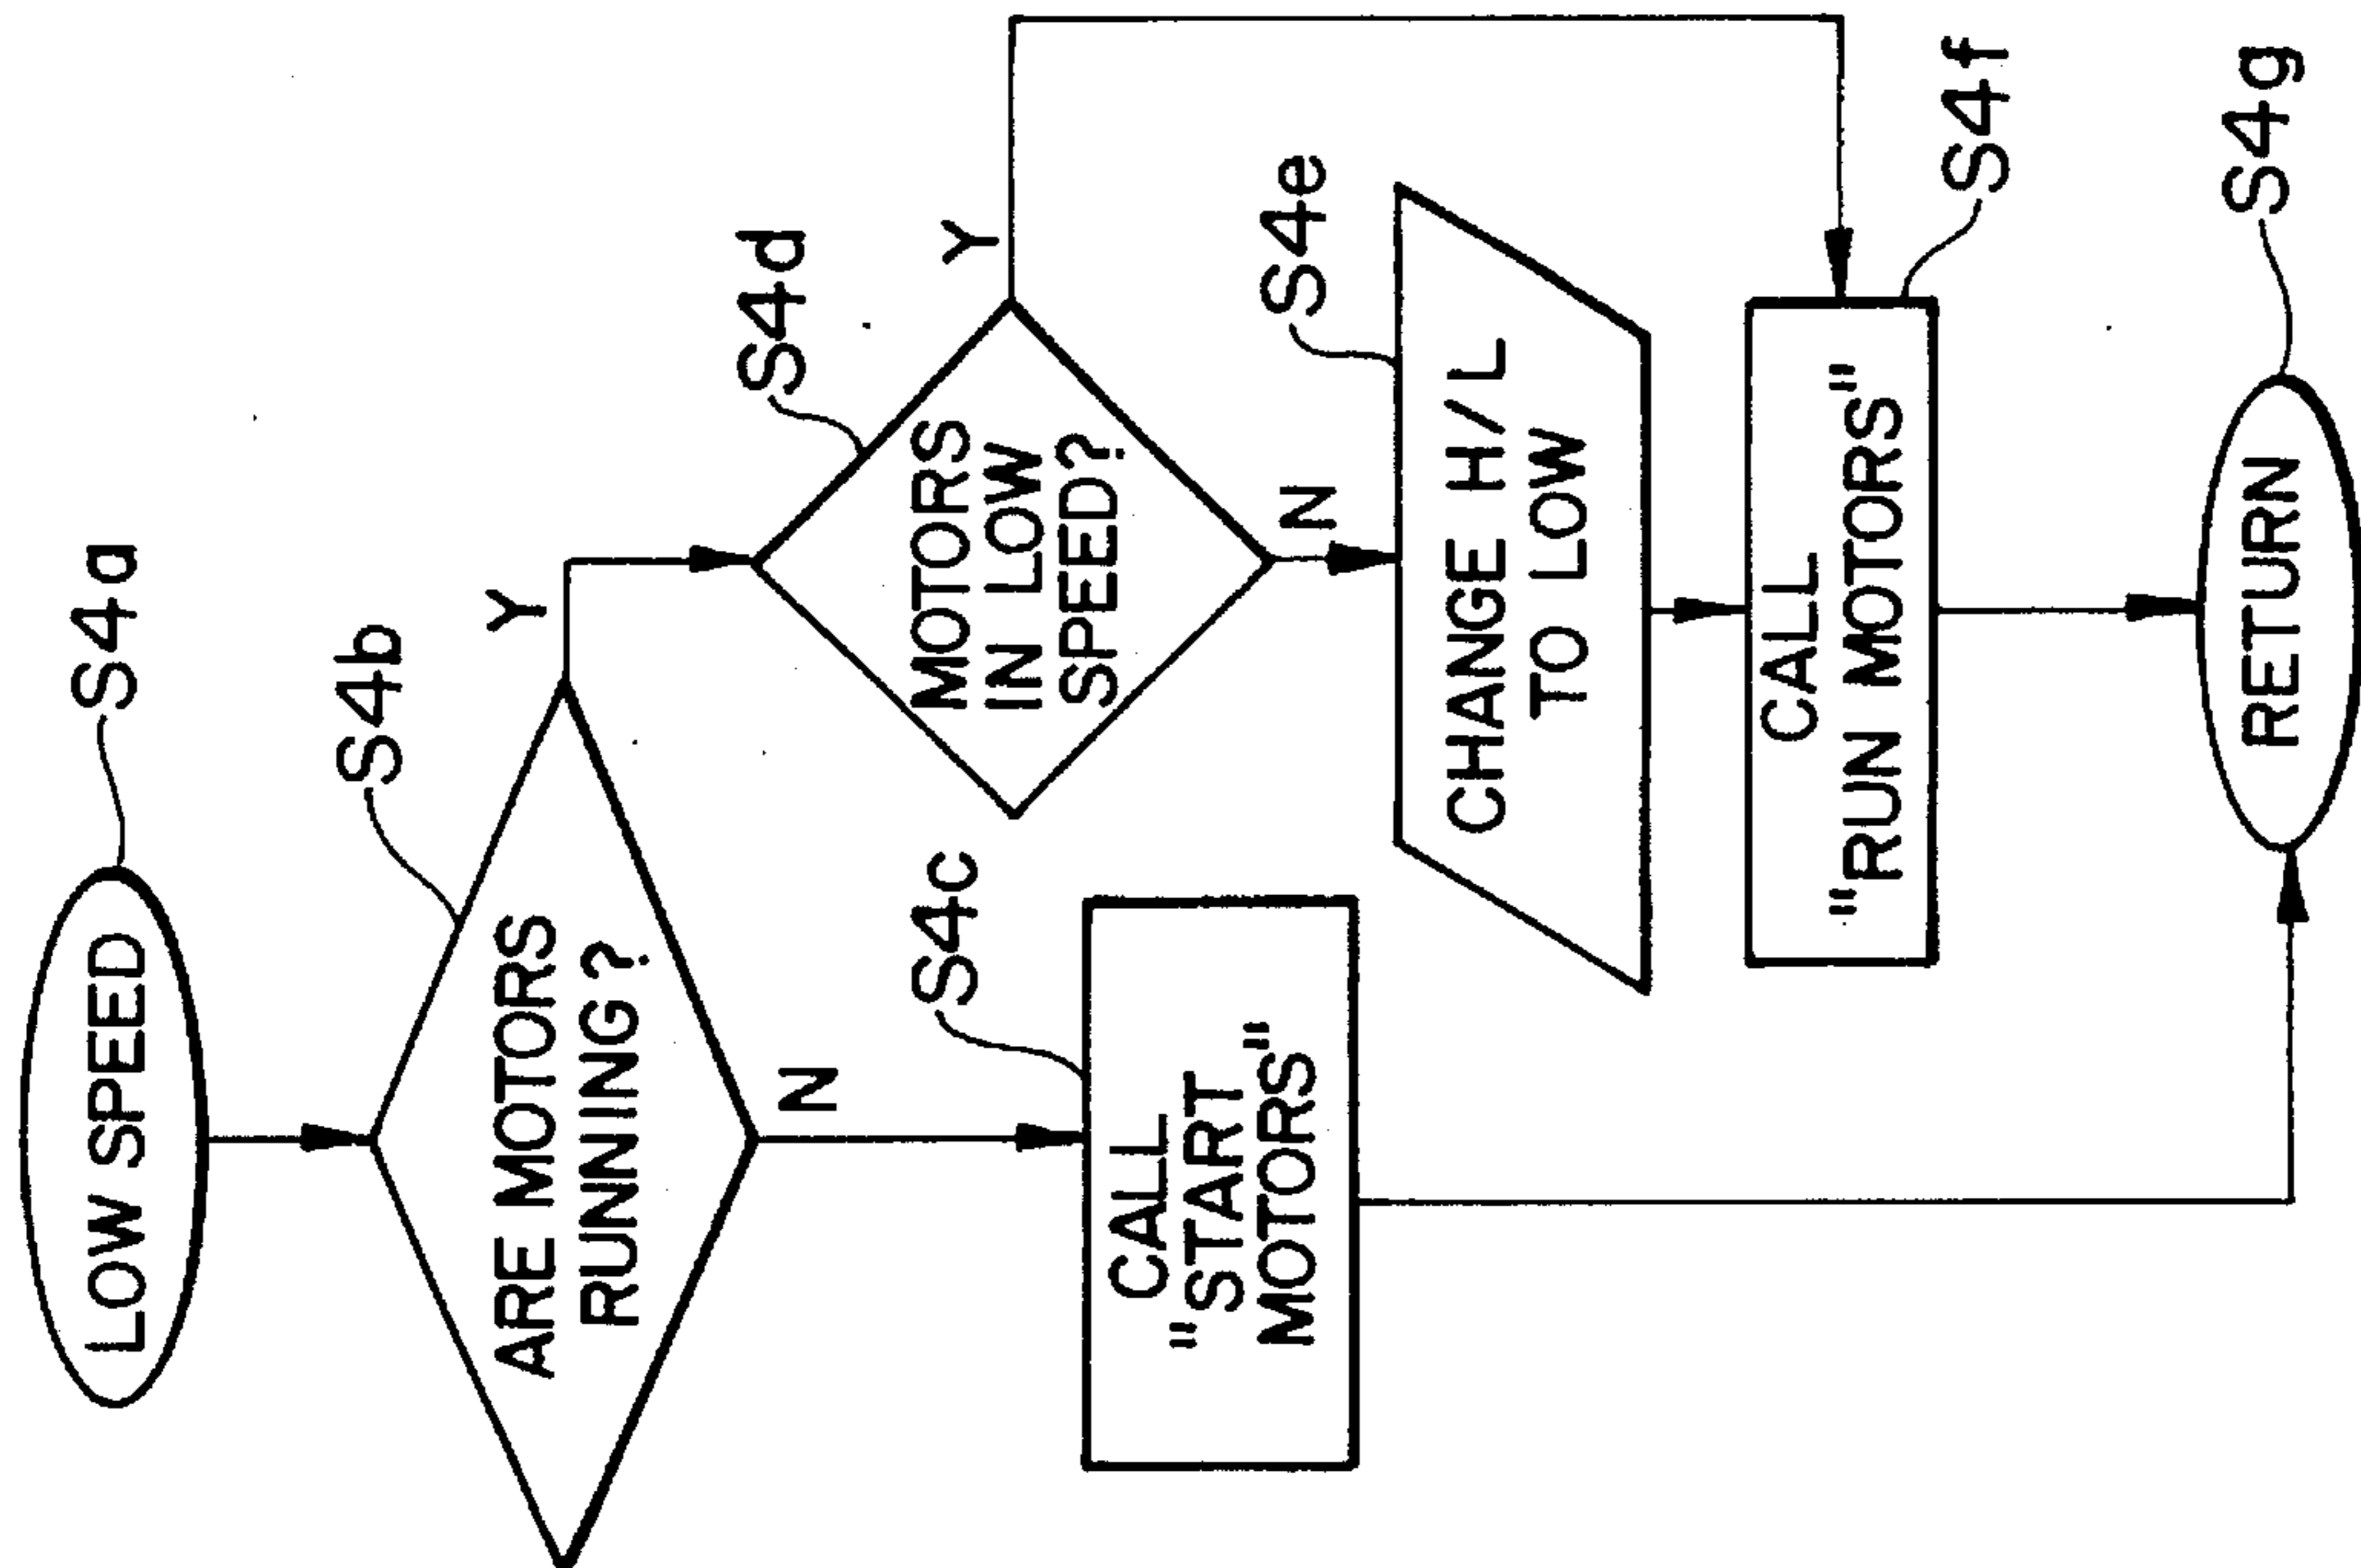 LOW SPEED
S4a
ARE MOTORS
RUNNING?
S4b
Y
N
CALL
"START
MOTORS"
S4c
MOTORS
IN LOW
SPEED?
S4d
Y
N
CHANGE H/L
TO LOW
S4e
CALL
"RUN MOTORS"
S4f
RETURN
S4g